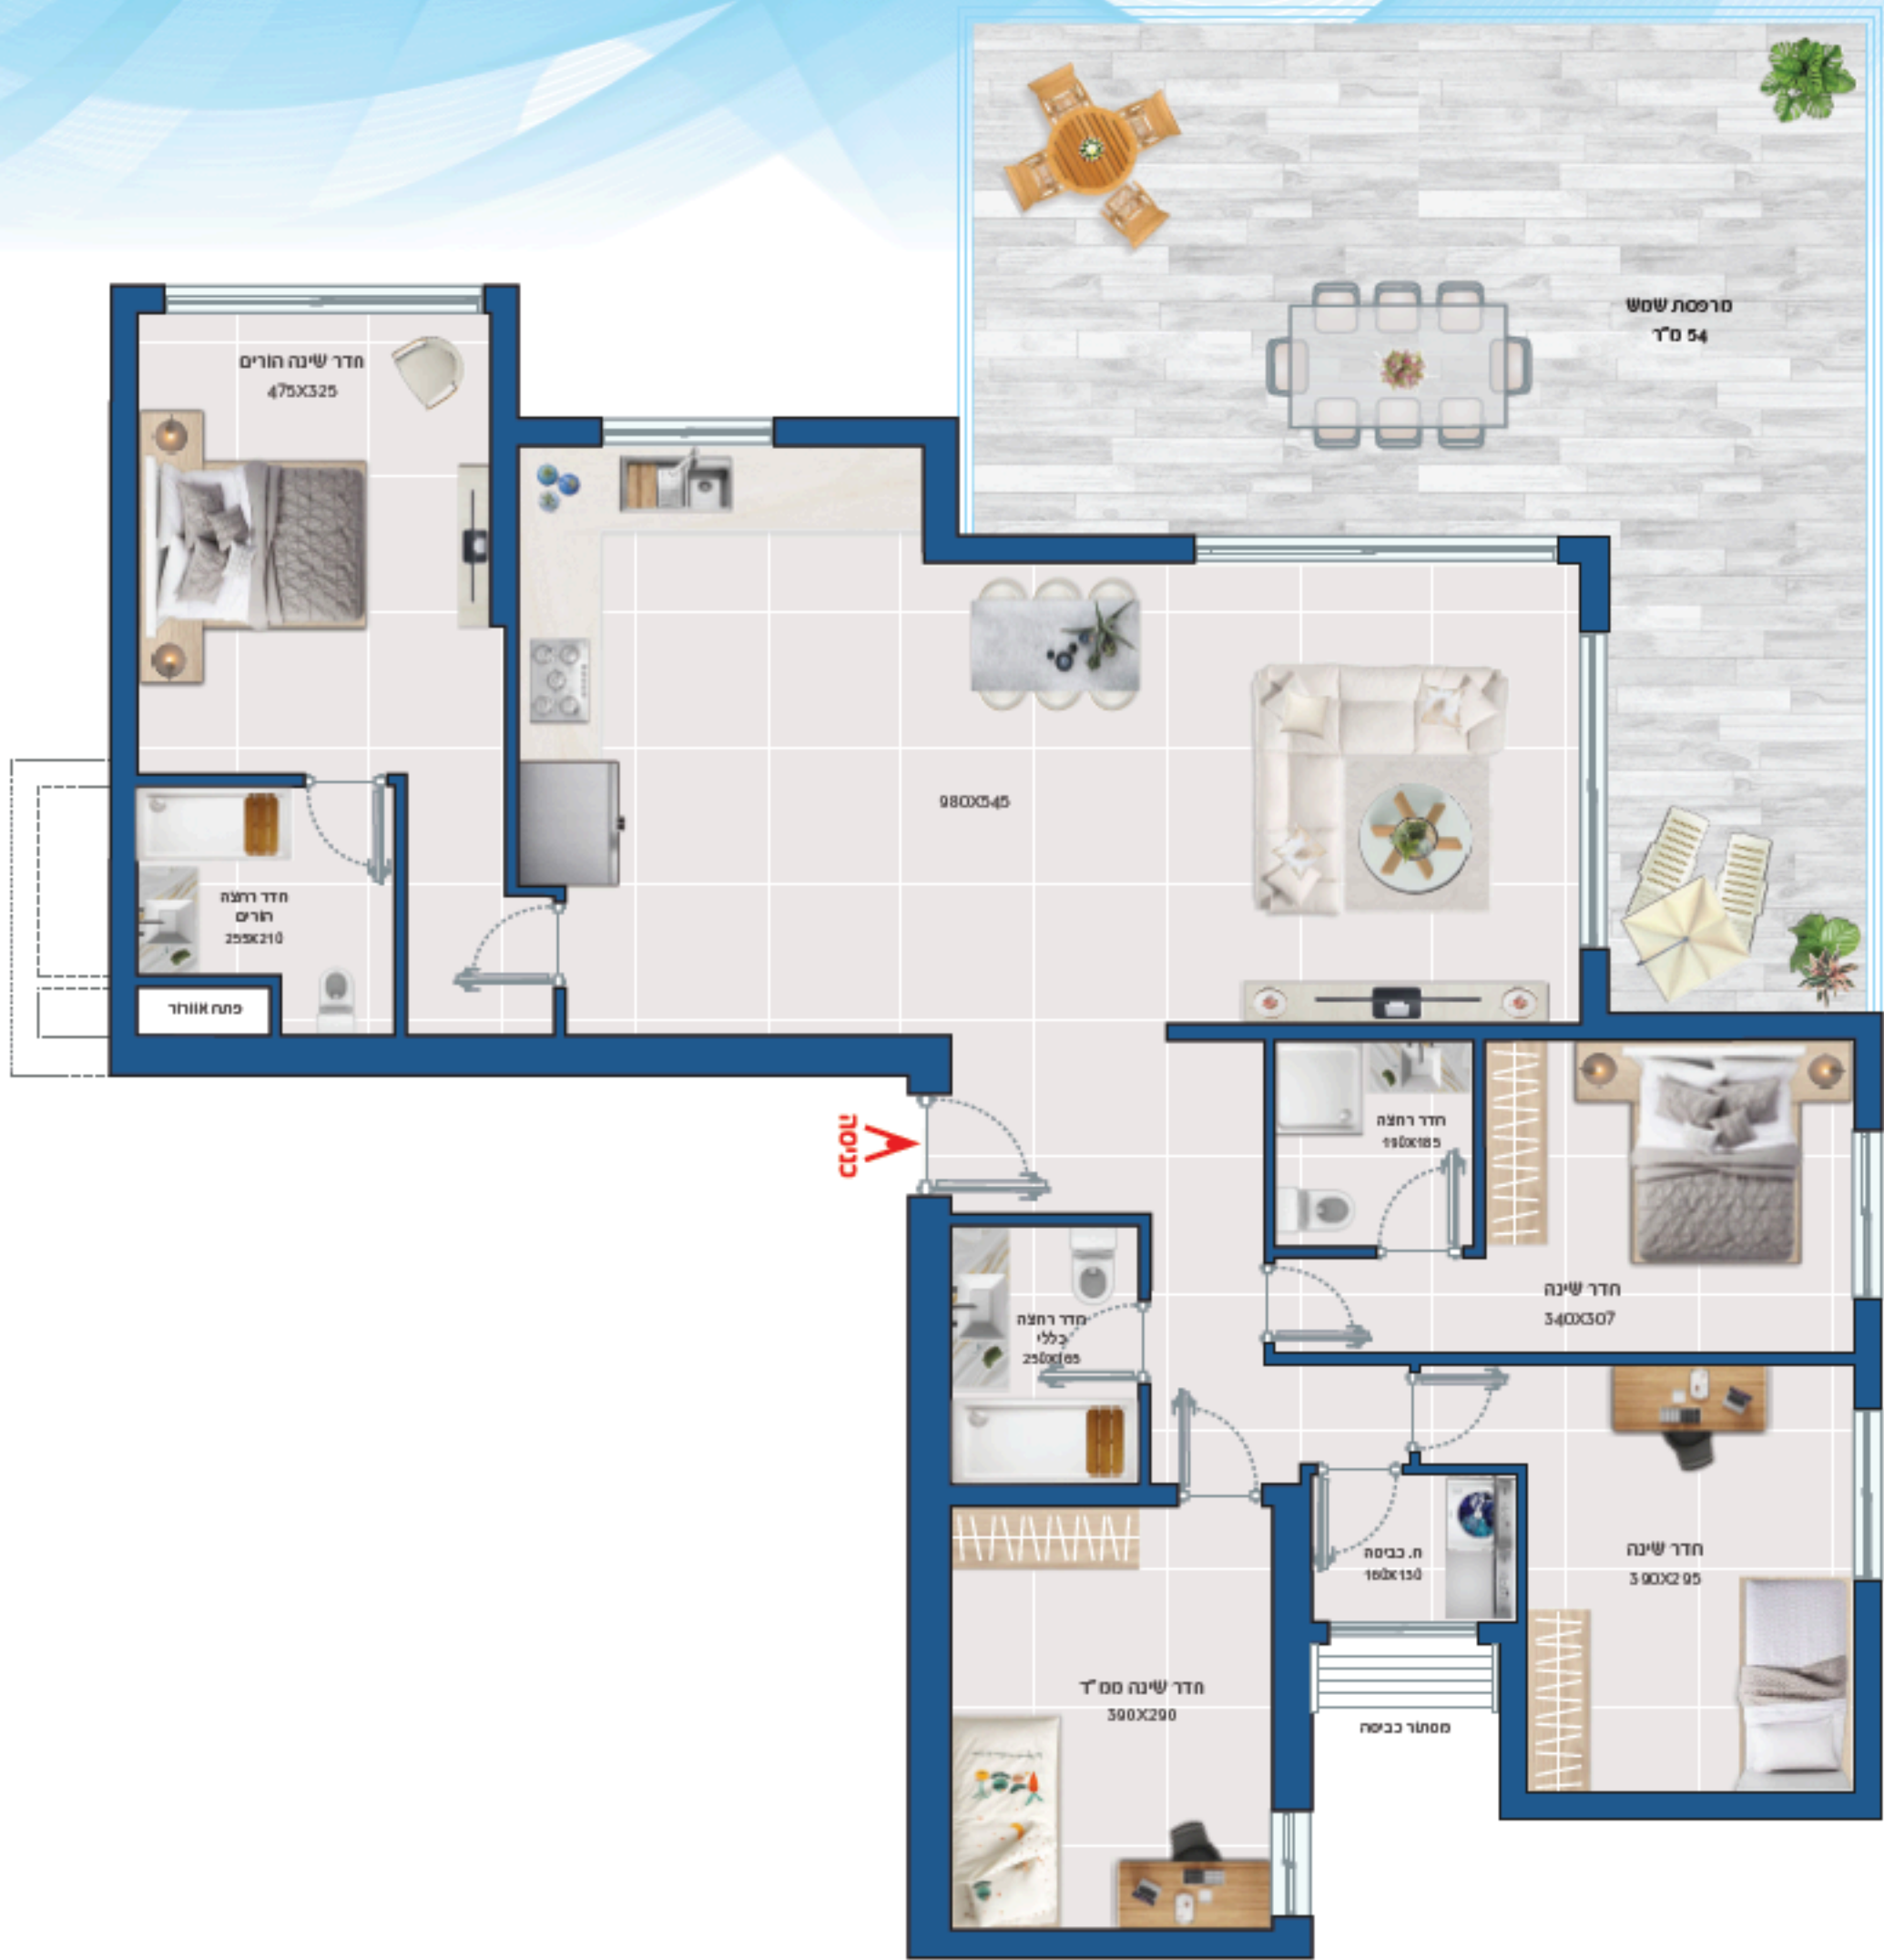 מרפסת שמש
54 מ"ר
חדר שינה הורים
475X325
980X545
חדר רחצה
הורים
255X210
פתח אוורור
כניסה
חדר רחצה
190X185
חדר שינה
340X307
חדר רחצה
כללי
250X165
חדר שינה
390X295
ח. כביסה
160X130
חדר שינה ממ"ד
390X290
מסתור כביסה